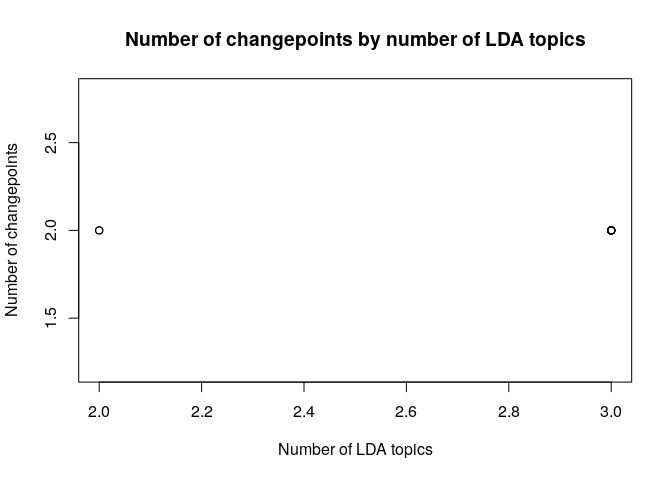 Number of changepoints by number of LDA topics
Number of changepoints
2.5
2.0
1.5
2.0 2.2 2.4 2.6 2.8 3.0
Number of LDA topics